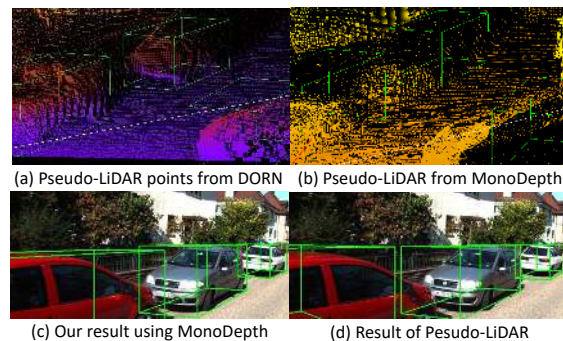 (a) Pseudo-LiDAR points from DORN
(b) Pseudo-LiDAR from MonoDepth
(c) Our result using MonoDepth
(d) Result of Pesudo-LiDAR